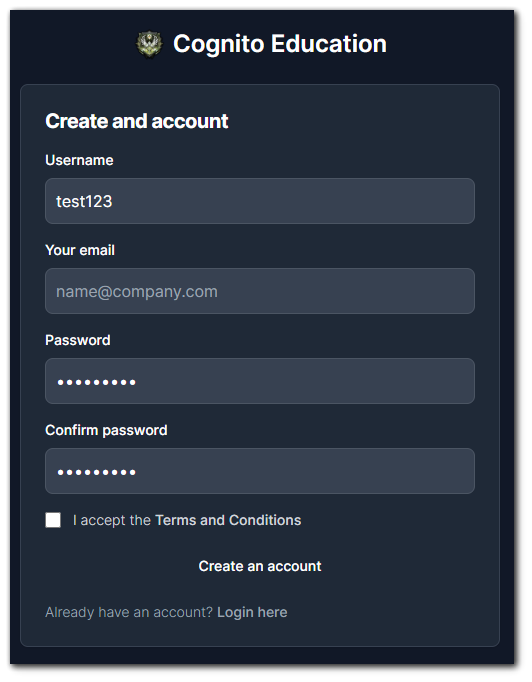 Cognito Education
Create and account
Username
test123
Your email
name@company.com
Password
•••••••••
Confirm password
•••••••••
I accept the Terms and Conditions
Create an account
Already have an account? Login here